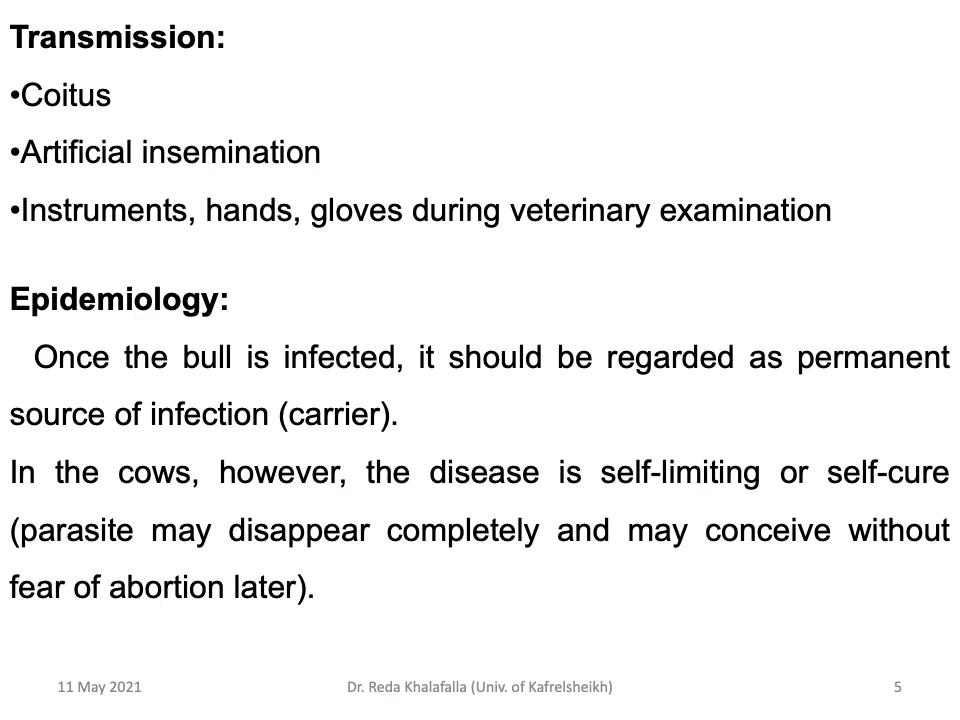 Transmission:
•Coitus
•Artificial insemination
•Instruments, hands, gloves during veterinary examination
Epidemiology:
Once the bull is infected, it should be regarded as permanent
source of infection (carrier).
In the cows, however, the disease is self-limiting or self-cure
(parasite may disappear completely and may conceive without
fear of abortion later).
11 May 2021
Dr. Reda Khalafalla (Univ. of Kafrelsheikh)
5